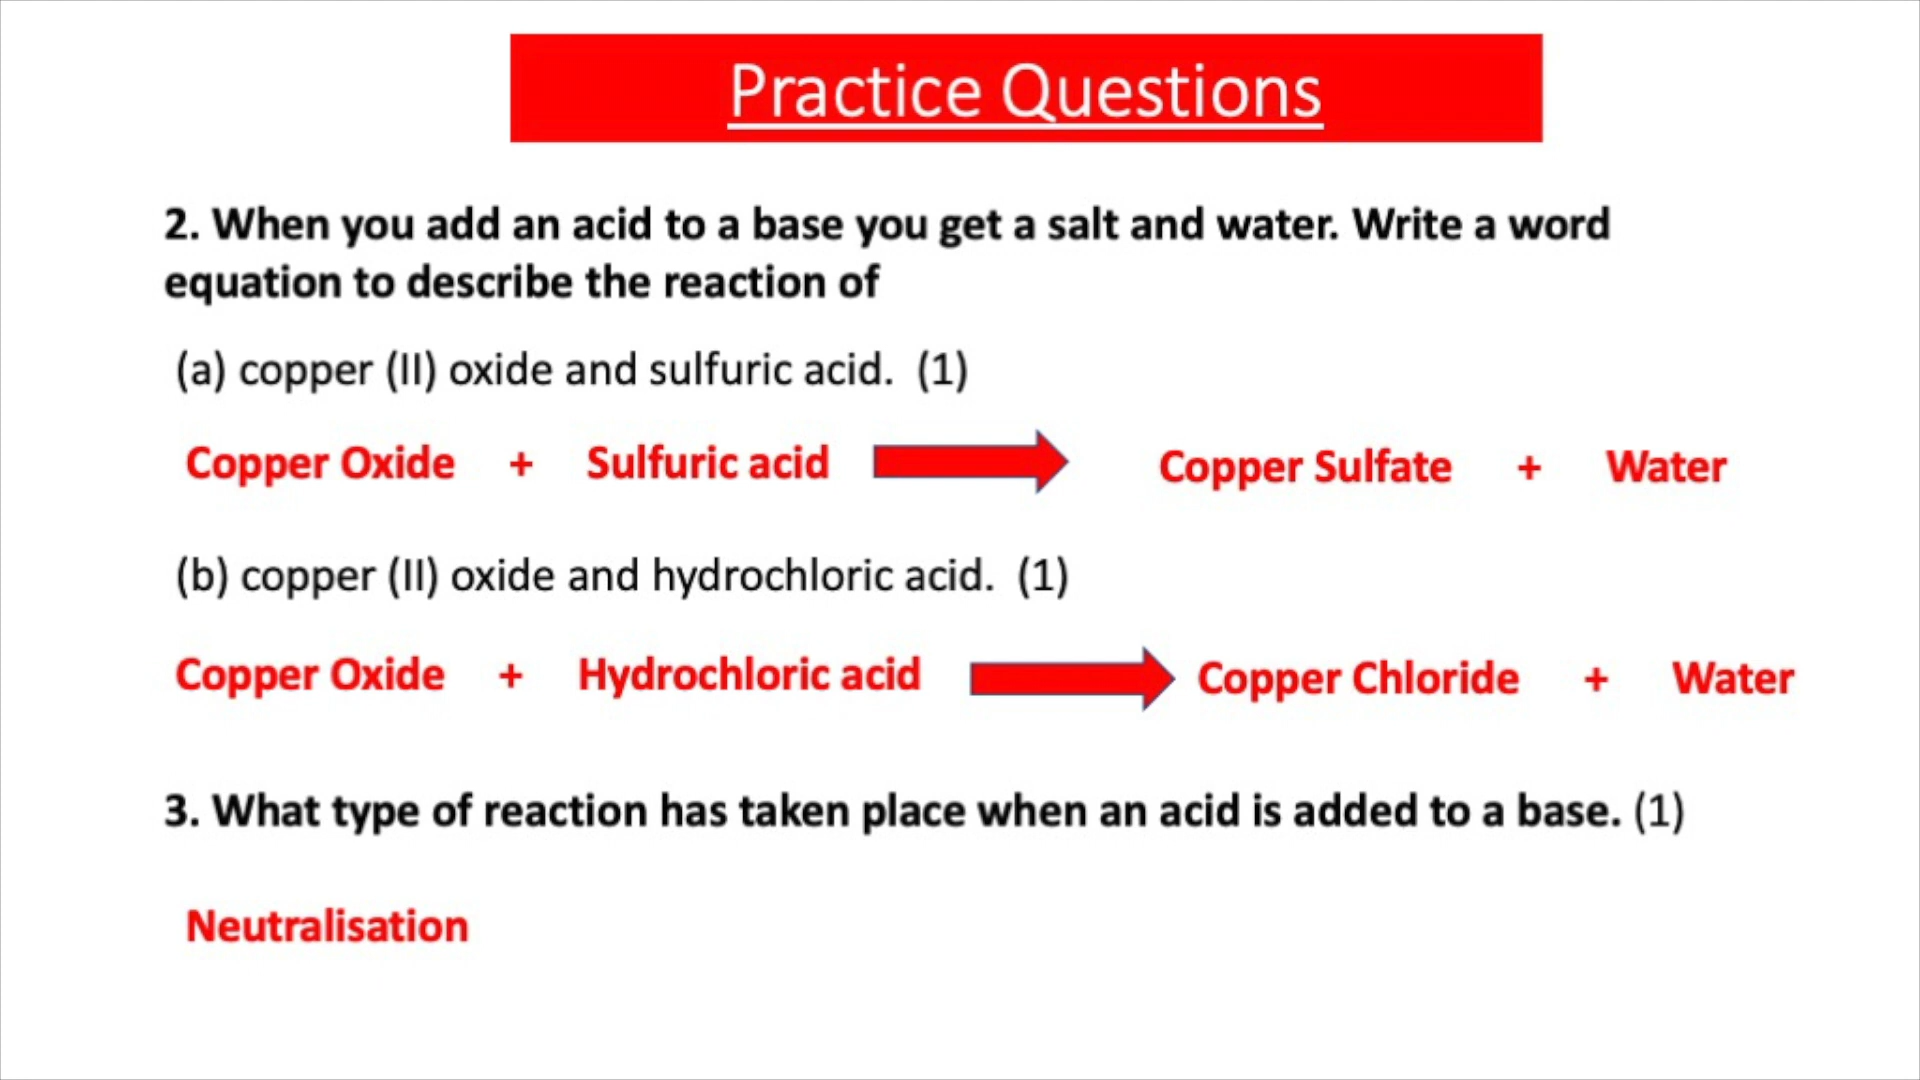 Practice Questions
2. When you add an acid to a base you get a salt and water. Write a word
equation to describe the reaction of
(a) copper (II) oxide and sulfuric acid. (1)
Copper Oxide + Sulfuric acid Copper Sulfate + Water
(b) copper (II) oxide and hydrochloric acid. (1)
Copper Oxide + Hydrochloric acid Copper Chloride + Water
3. What type of reaction has taken place when an acid is added to a base. (1)
Neutralisation